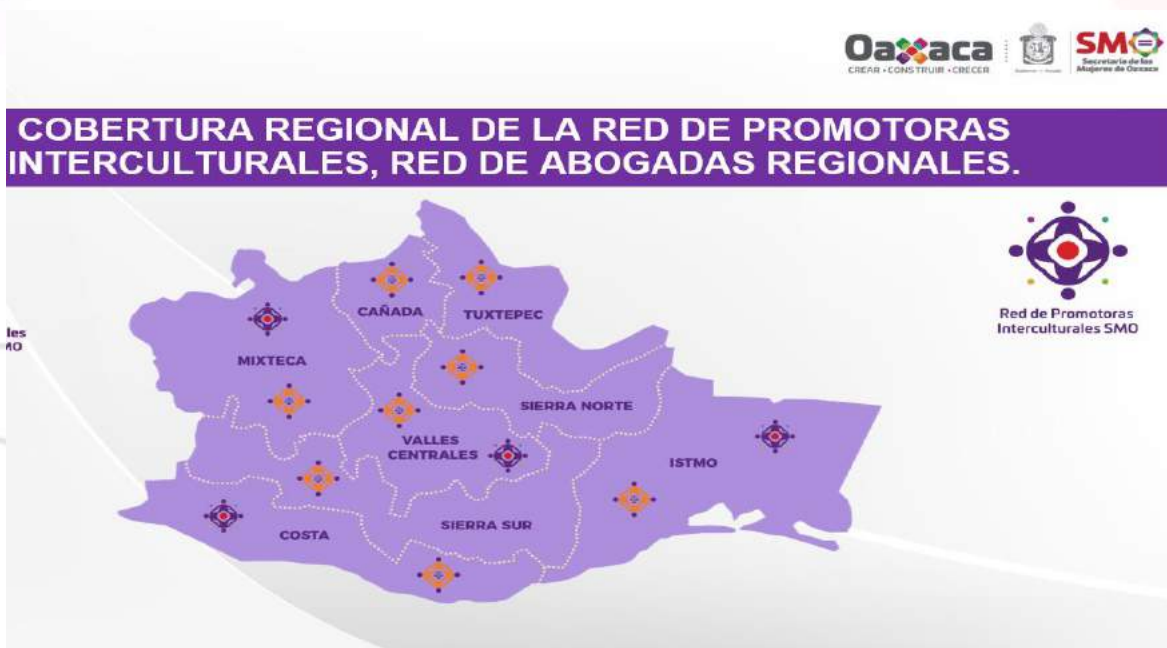 Oaxaca
CREAR • CONSTRUIR • CRECER
SMO
Secretaría de las
Mujeres de Oaxaca
COBERTURA REGIONAL DE LA RED DE PROMOTORAS
INTERCULTURALES, RED DE ABOGADAS REGIONALES.
Red de Promotoras
Interculturales SMO
les
MO
CAÑADA
TUXTEPEC
MIXTECA
SIERRA NORTE
VALLES
CENTRALES
ISTMO
COSTA
SIERRA SUR